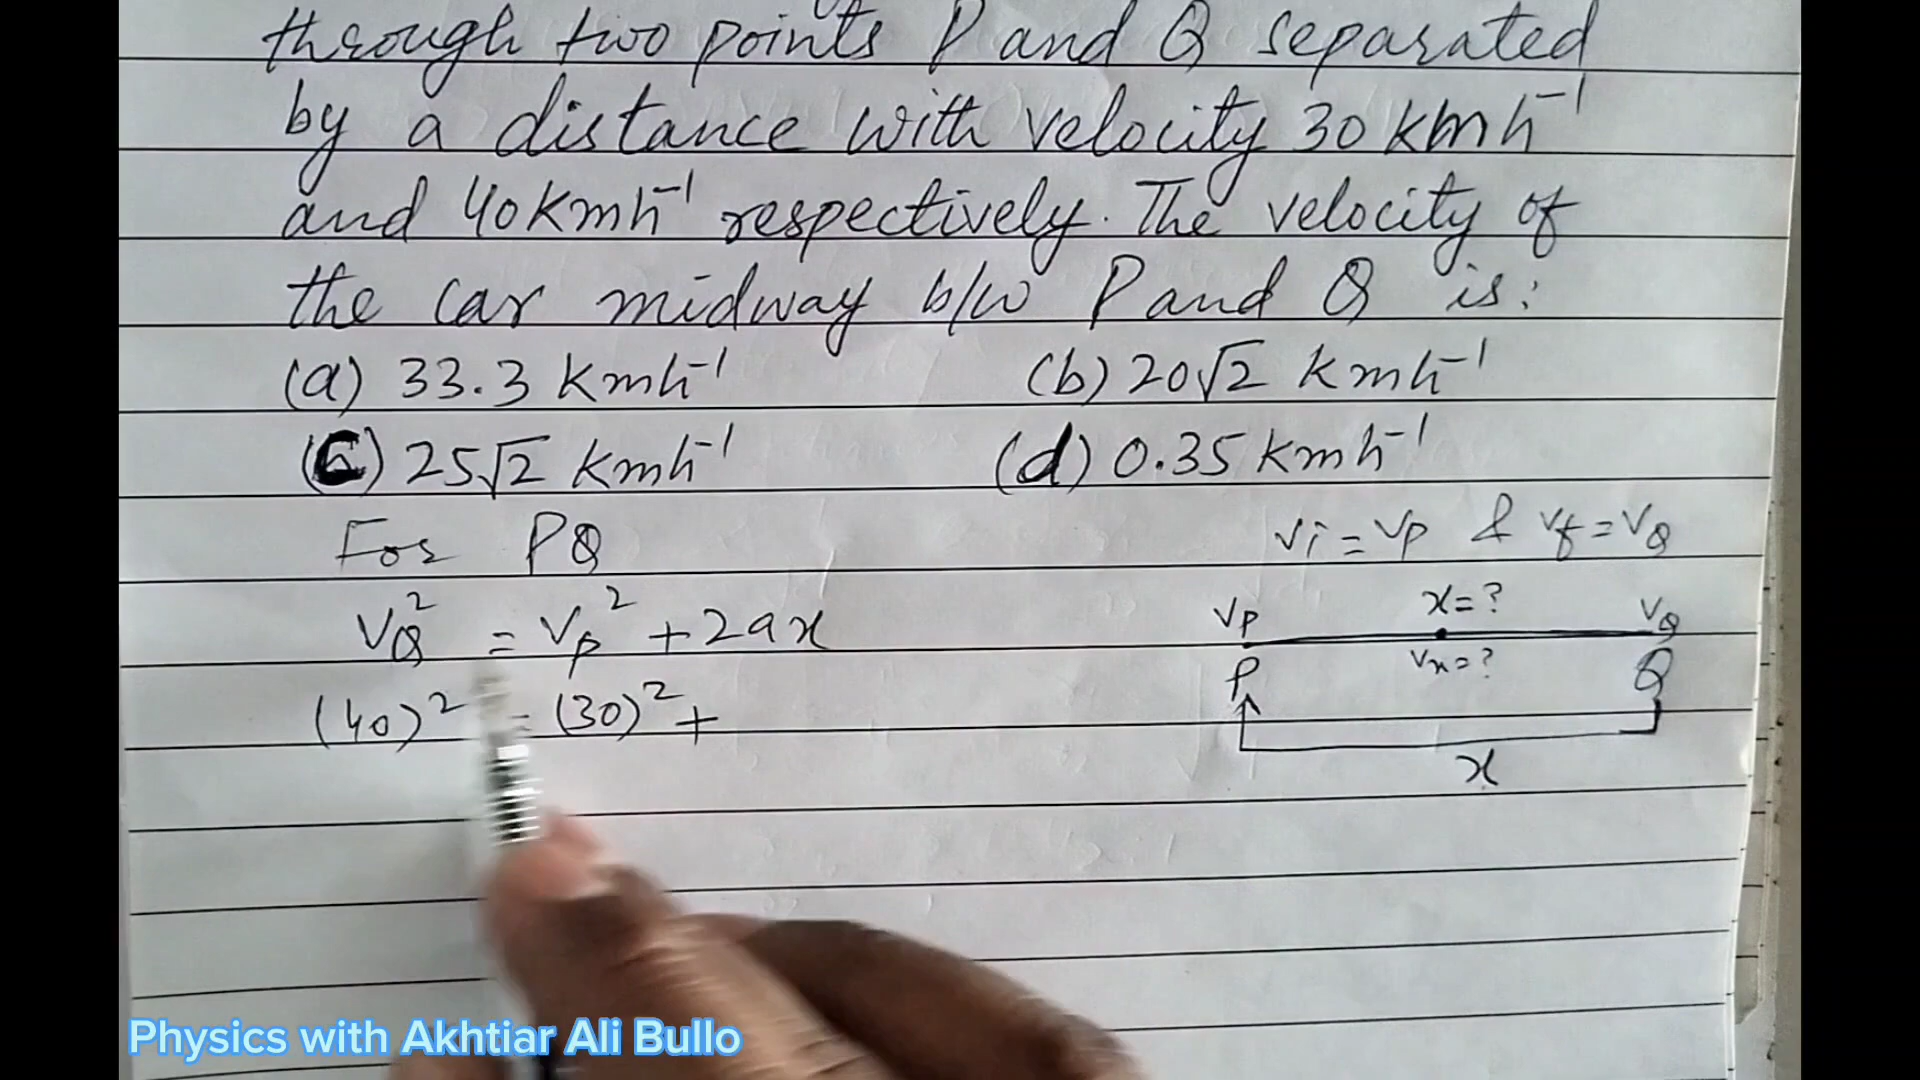 through two points P and Q separated
by a distance with velocity 30 kmh⁻¹
and 40 Kmh⁻¹ respectively. The velocity of
the car midway b/w P and Q is:
(a) 33.3 Kmh⁻¹ (b) 20√2 Kmh⁻¹
(C) 25√2 Kmh⁻¹ (d) 0.35 Kmh⁻¹
For PQ vi = vp & vf = vQ
vQ² = vp² + 2ax
vp x = ? vQ
P vx = ? Q
(40)² = (30)² +
x
Physics with Akhtiar Ali Bullo